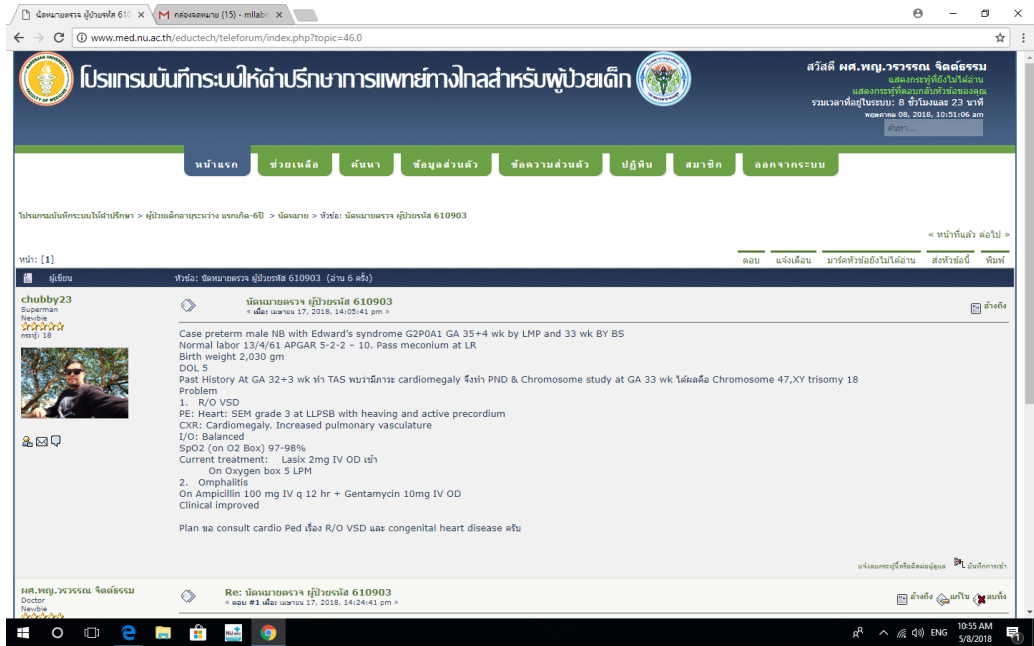 นัดหมายตรวจ ผู้ป่วยรหัส 610
กล่องจดหมาย (15) - mllabe
www.med.nu.ac.th/eductech/teleforum/index.php?topic=46.0
โปรแกรมบันทึกระบบให้คำปรึกษาการแพทย์ทางไกลสำหรับผู้ป่วยเด็ก
สวัสดี ผศ.พญ.วรวรรณ จิตต์ธรรม
แสดงกระทู้ที่ยังไม่ได้อ่าน
แสดงกระทู้ที่ตอบกลับหัวข้อของคุณ
รวมเวลาที่อยู่ในระบบ: 8 ชั่วโมงและ 23 นาที
พฤษภาคม 08, 2018, 10:51:06 am
ค้นหา...
หน้าแรก ช่วยเหลือ ค้นหา ข้อมูลส่วนตัว ข้อความส่วนตัว ปฏิทิน สมาชิก ออกจากระบบ
โปรแกรมบันทึกระบบให้คำปรึกษา > ผู้ป่วยเด็กอายุระหว่าง แรกเกิด-6ปี > นัดหมาย > หัวข้อ: นัดหมายตรวจ ผู้ป่วยรหัส 610903
« หน้าที่แล้ว ต่อไป »
หน้า: [1]
ตอบ แจ้งเตือน มาร์คหัวข้อยังไม่ได้อ่าน ส่งหัวข้อนี้ พิมพ์
ผู้เขียน หัวข้อ: นัดหมายตรวจ ผู้ป่วยรหัส 610903 (อ่าน 6 ครั้ง)
chubby23
Superman
Newbie
กระทู้: 18
นัดหมายตรวจ ผู้ป่วยรหัส 610903
« เมื่อ: เมษายน 17, 2018, 14:05:41 pm »
อ้างถึง
Case preterm male NB with Edward's syndrome G2P0A1 GA 35+4 wk by LMP and 33 wk BY BS
Normal labor 13/4/61 APGAR 5-2-2 – 10. Pass meconium at LR
Birth weight 2,030 gm
DOL 5
Past History At GA 32+3 wk ทำ TAS พบว่ามีภาวะ cardiomegaly จึงทำ PND & Chromosome study at GA 33 wk ได้ผลคือ Chromosome 47,XY trisomy 18
Problem
1. R/O VSD
PE: Heart: SEM grade 3 at LLPSB with heaving and active precordium
CXR: Cardiomegaly. Increased pulmonary vasculature
I/O: Balanced
SpO2 (on O2 Box) 97-98%
Current treatment: Lasix 2mg IV OD เช้า
On Oxygen box 5 LPM
2. Omphalitis
On Ampicillin 100 mg IV q 12 hr + Gentamycin 10mg IV OD
Clinical improved
Plan ขอ consult cardio Ped เรื่อง R/O VSD และ congenital heart disease ครับ
แจ้งลบกระทู้นี้หรือติดต่อผู้ดูแล บันทึกการเข้า
ผศ.พญ.วรวรรณ จิตต์ธรรม
Doctor
Newbie
Re: นัดหมายตรวจ ผู้ป่วยรหัส 610903
« ตอบ #1 เมื่อ: เมษายน 17, 2018, 14:24:41 pm »
อ้างถึง แก้ไข ลบทิ้ง
ENG
10:55 AM
5/8/2018